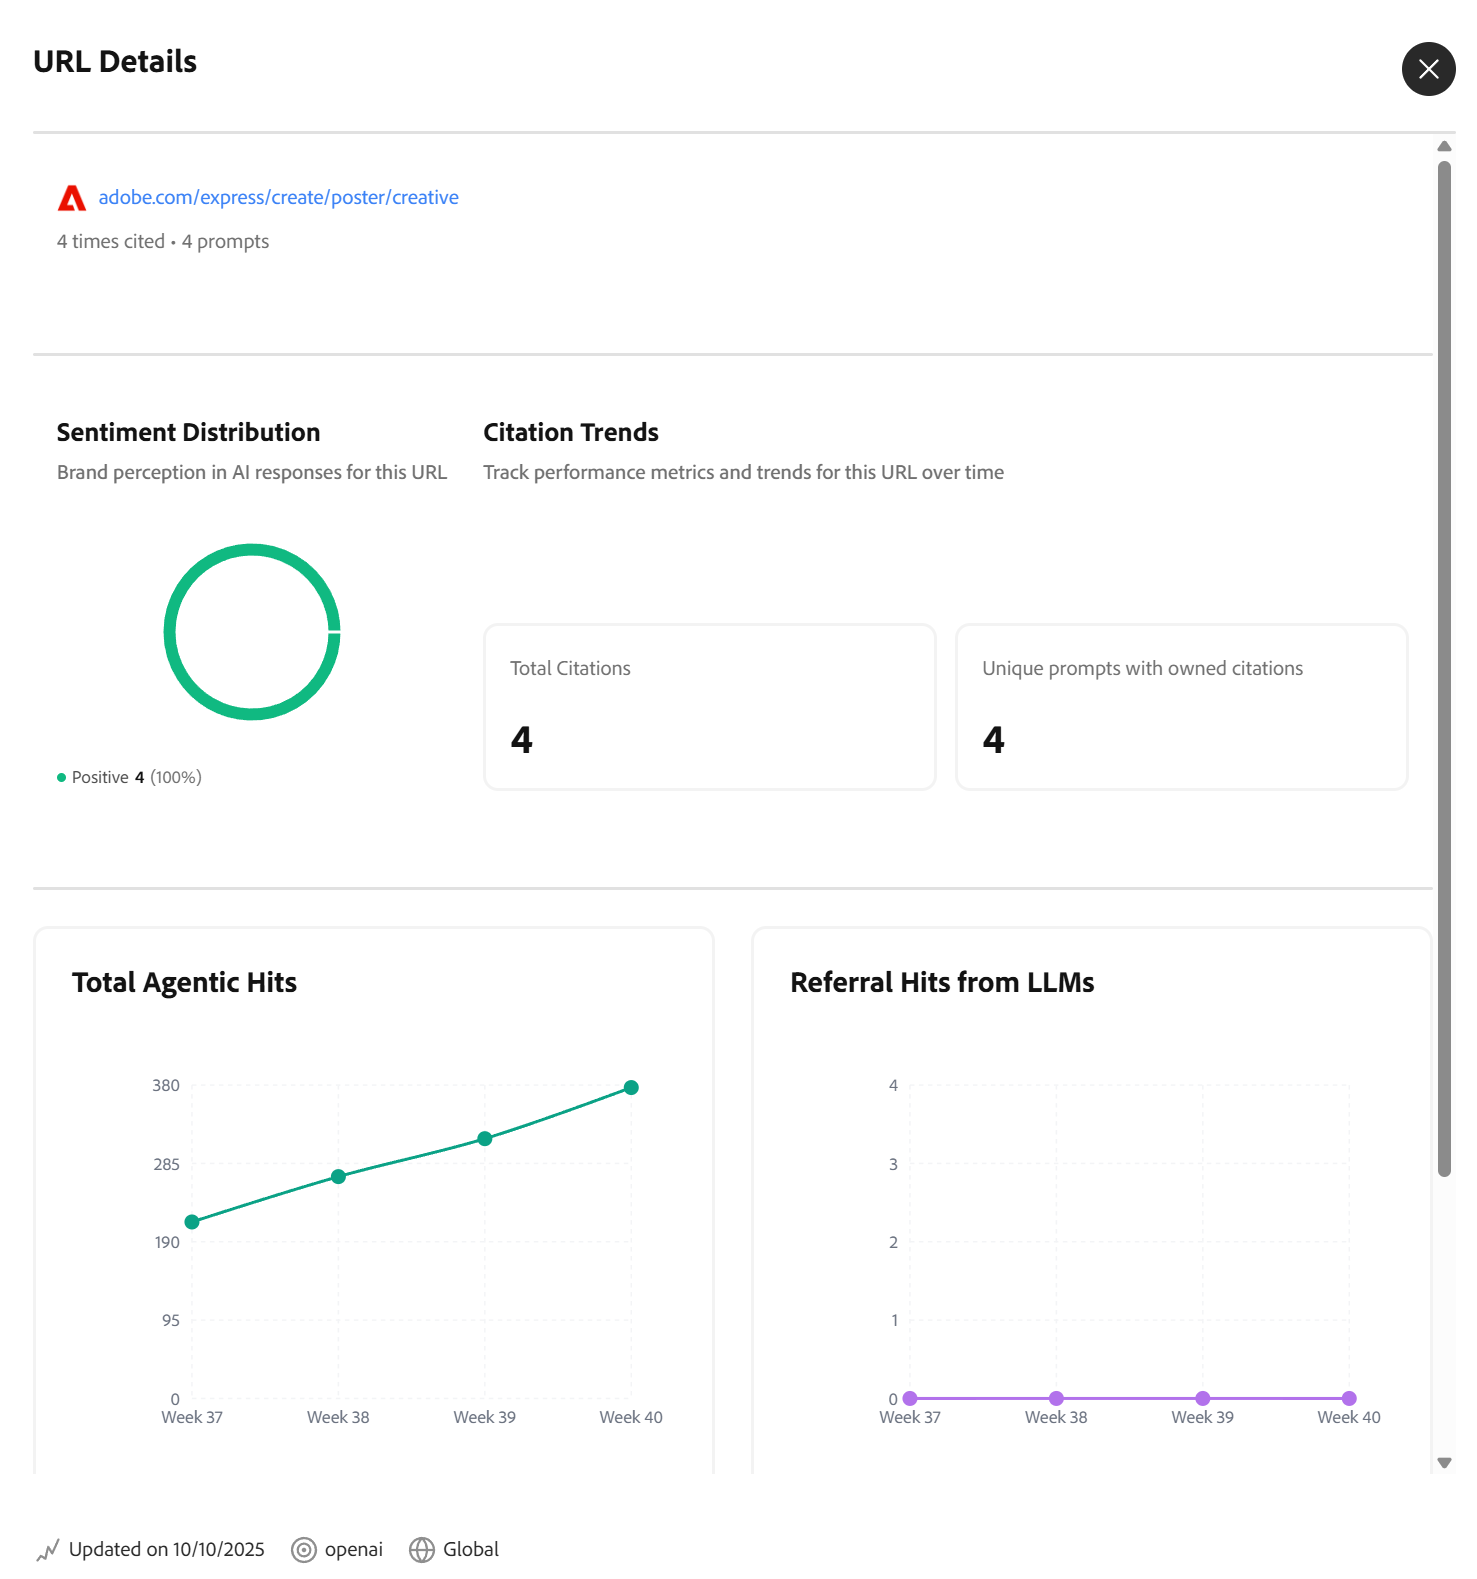 URL Details
adobe.com/express/create/poster/creative
4 times cited • 4 prompts
Sentiment Distribution
Brand perception in AI responses for this URL
Positive 4 (100%)
Citation Trends
Track performance metrics and trends for this URL over time
Total Citations
4
Unique prompts with owned citations
4
Total Agentic Hits
380
285
190
95
0
Week 37 Week 38 Week 39 Week 40
Referral Hits from LLMs
4
3
2
1
0
Week 37 Week 38 Week 39 Week 40
Updated on 10/10/2025 openai Global